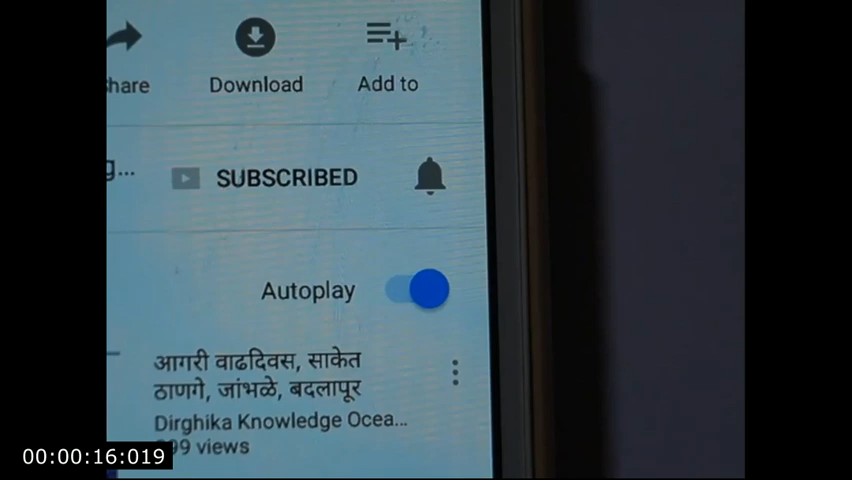 Download
Add to
SUBSCRIBED
Autoplay
आगरी वाढदिवस, साकेत
ठाणगे, जांभळे, बदलापूर
Dirghika Knowledge Ocea...
views
00:00:16:019